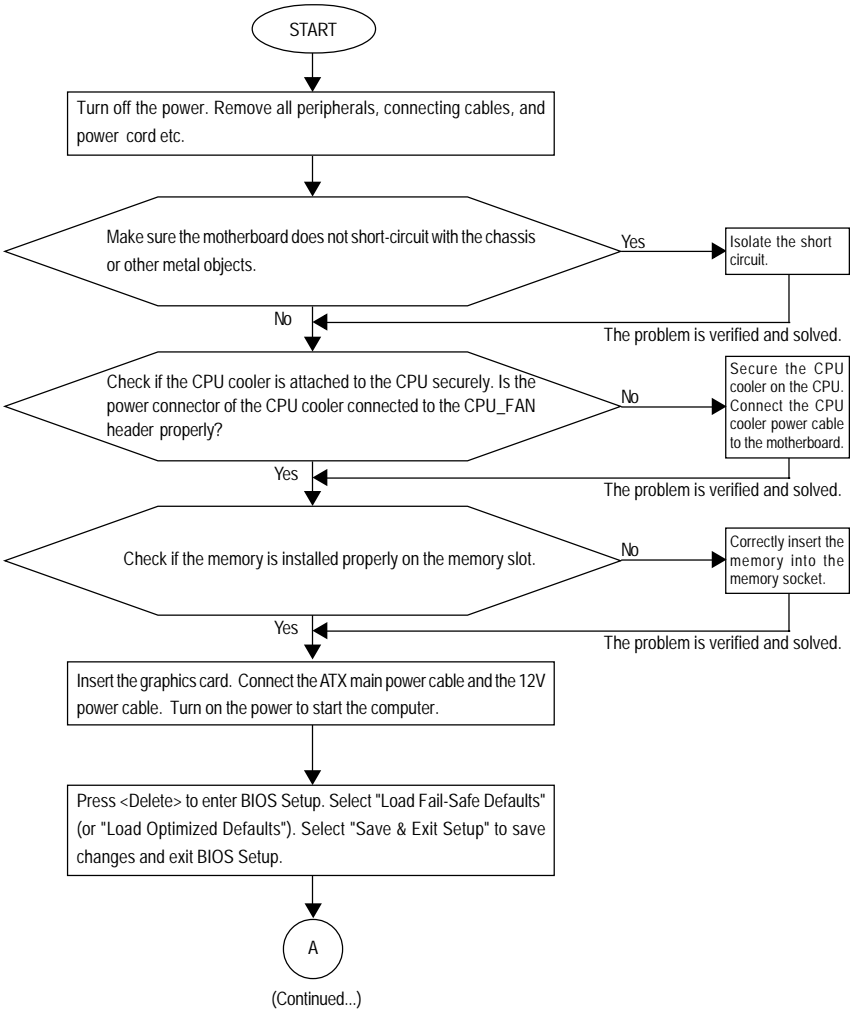 START
Turn off the power. Remove all peripherals, connecting cables, and
power cord etc.
Make sure the motherboard does not short-circuit with the chassis
or other metal objects.
Yes
Isolate the short
circuit.
No
The problem is verified and solved.
Check if the CPU cooler is attached to the CPU securely. Is the
power connector of the CPU cooler connected to the CPU_FAN
header properly?
No
Secure the CPU
cooler on the CPU.
Connect the CPU
cooler power cable
to the motherboard.
Yes
The problem is verified and solved.
Check if the memory is installed properly on the memory slot.
No
Correctly insert the
memory into the
memory socket.
Yes
The problem is verified and solved.
Insert the graphics card. Connect the ATX main power cable and the 12V
power cable. Turn on the power to start the computer.
Press <Delete> to enter BIOS Setup. Select "Load Fail-Safe Defaults"
(or "Load Optimized Defaults"). Select "Save & Exit Setup" to save
changes and exit BIOS Setup.
A
(Continued...)